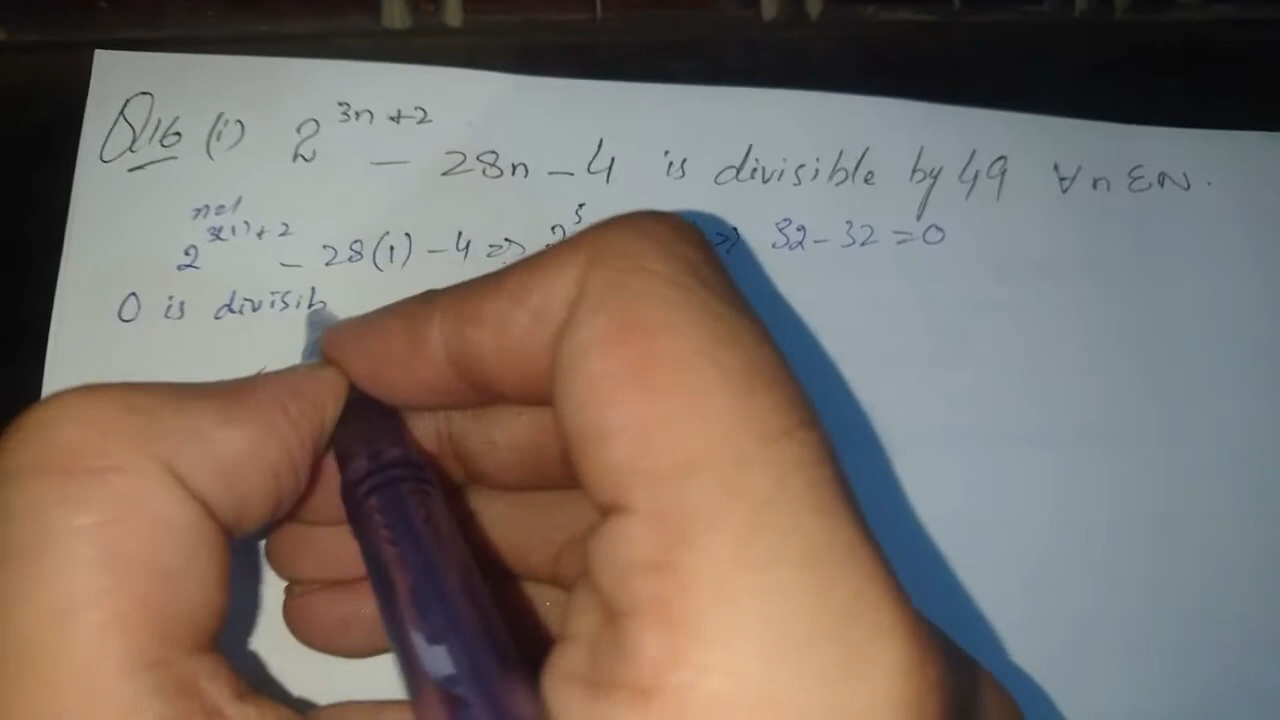 Q16 (i) 2^{3n+2} - 28n - 4 is divisible by 49 ∀n∈N.
n=1
2^{3(1)+2} - 28(1) - 4 => 2^5 => 32 - 32 = 0
0 is divisib